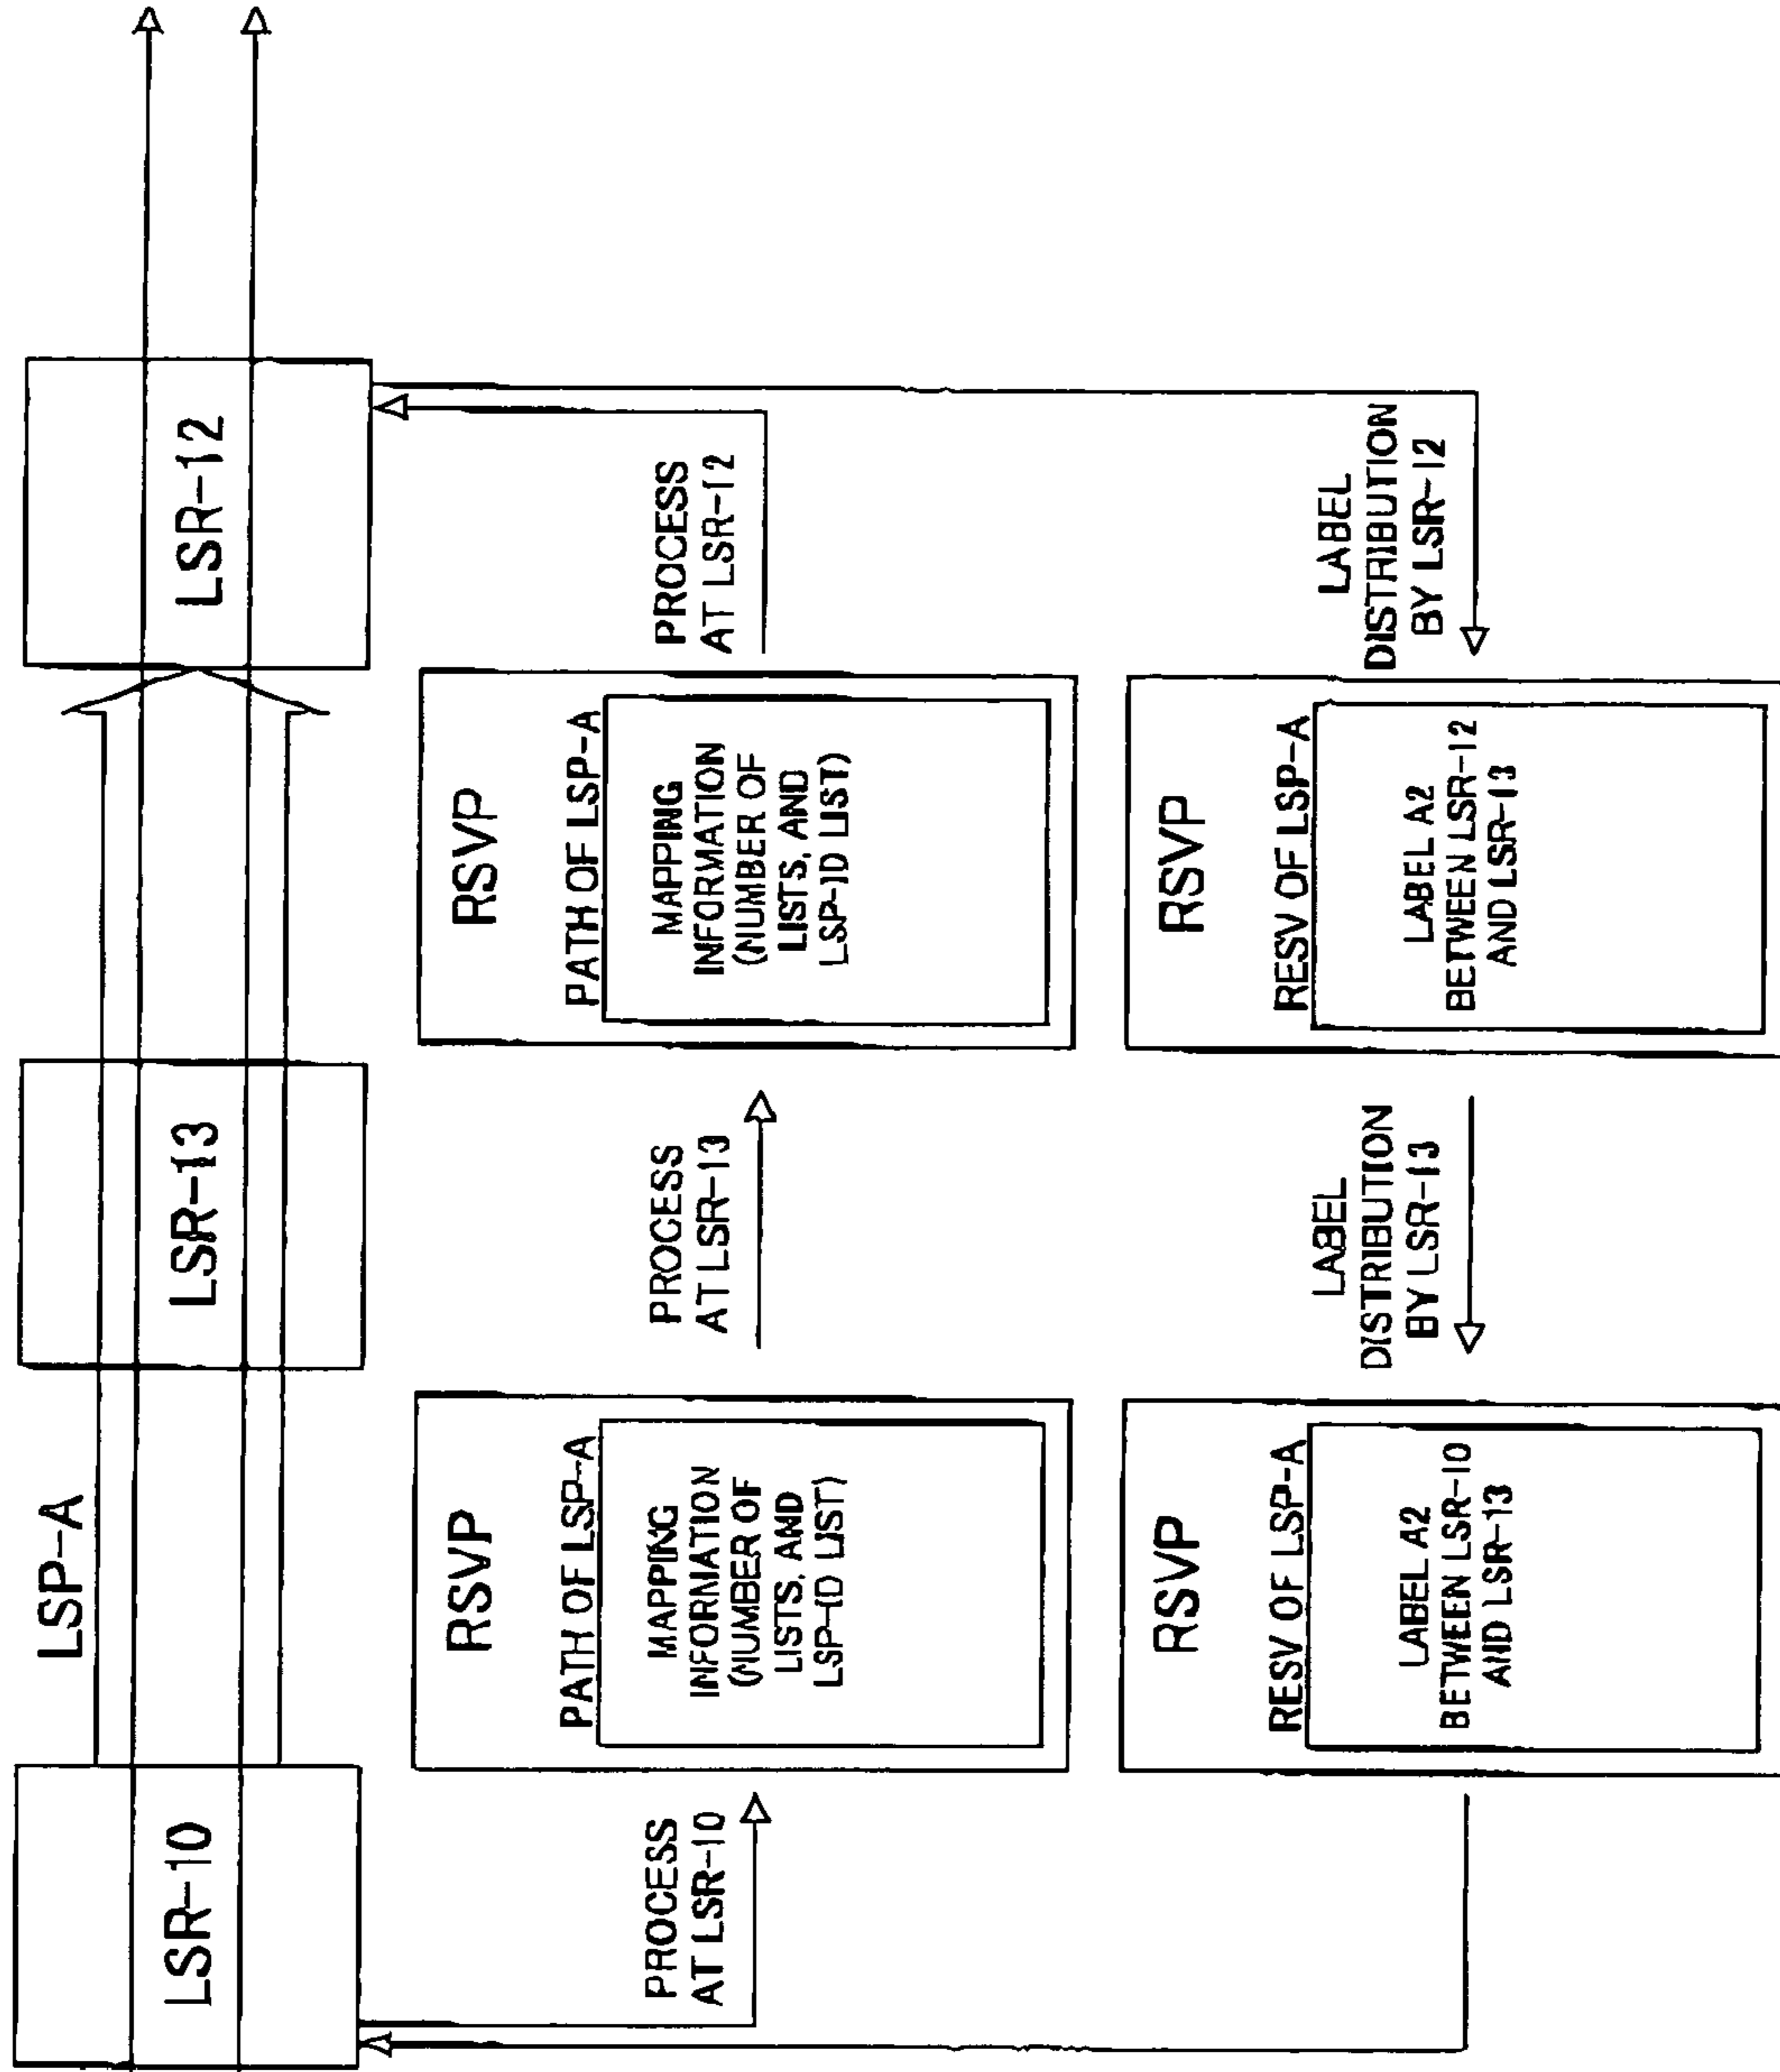 LSP-A
LSR-10
LSR-13
LSR-12
PROCESS
AT LSR-10
RSVP
PATH OF LSP-A
MAPPING
INFORMATION
(NUMBER OF
LISTS, AND
LSP-ID LIST)
PROCESS
AT LSR-13
RSVP
PATH OF LSP-A
MAPPING
INFORMATION
(NUMBER OF
LISTS, AND
LSP-ID LIST)
PROCESS
AT LSR-12
RSVP
RESV OF LSP-A
LABEL A2
BETWEEN LSR-10
AND LSR-13
LABEL
DISTRIBUTION
BY LSR-13
RSVP
RESV OF LSP-A
LABEL A2
BETWEEN LSR-12
AND LSR-13
LABEL
DISTRIBUTION
BY LSR-12